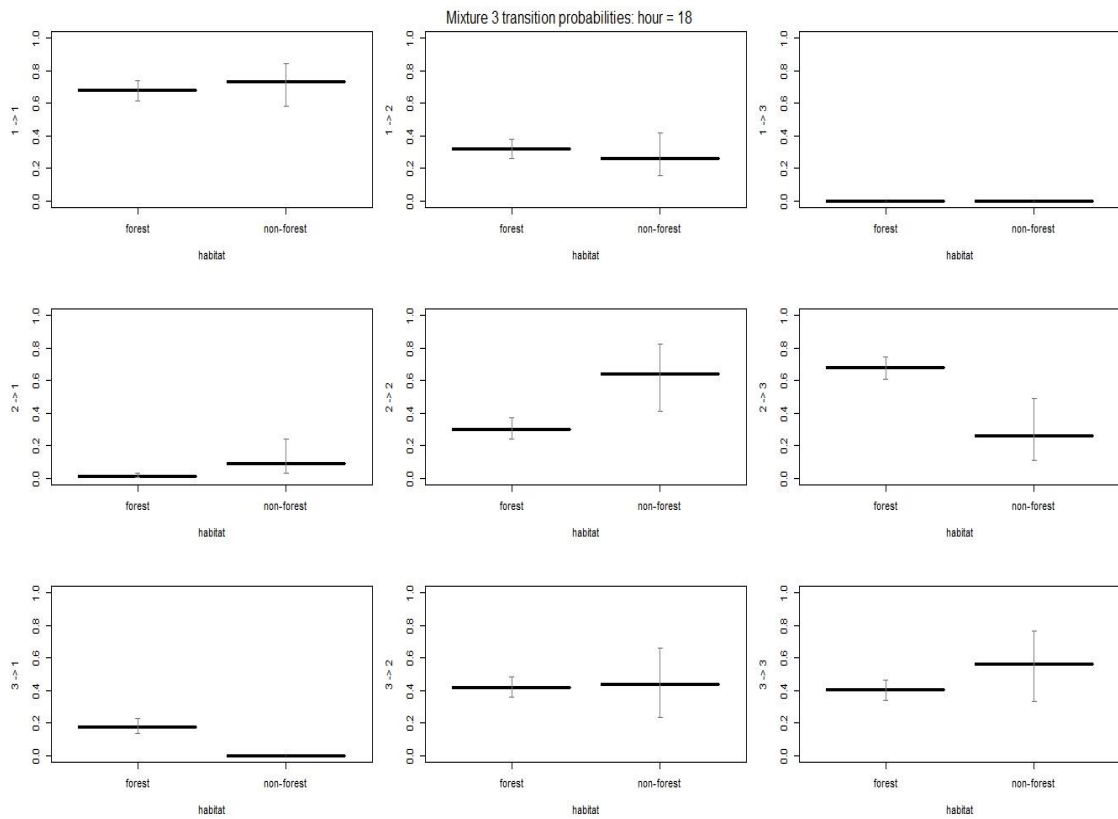 Mixture 3 transition probabilities: hour = 18
1 -> 1
0.0 0.2 0.4 0.6 0.8 1.0
forest non-forest
habitat
1 -> 2
0.0 0.2 0.4 0.6 0.8 1.0
forest non-forest
habitat
1 -> 3
0.0 0.2 0.4 0.6 0.8 1.0
forest non-forest
habitat
2 -> 1
0.0 0.2 0.4 0.6 0.8 1.0
forest non-forest
habitat
2 -> 2
0.0 0.2 0.4 0.6 0.8 1.0
forest non-forest
habitat
2 -> 3
0.0 0.2 0.4 0.6 0.8 1.0
forest non-forest
habitat
3 -> 1
0.0 0.2 0.4 0.6 0.8 1.0
forest non-forest
habitat
3 -> 2
0.0 0.2 0.4 0.6 0.8 1.0
forest non-forest
habitat
3 -> 3
0.0 0.2 0.4 0.6 0.8 1.0
forest non-forest
habitat